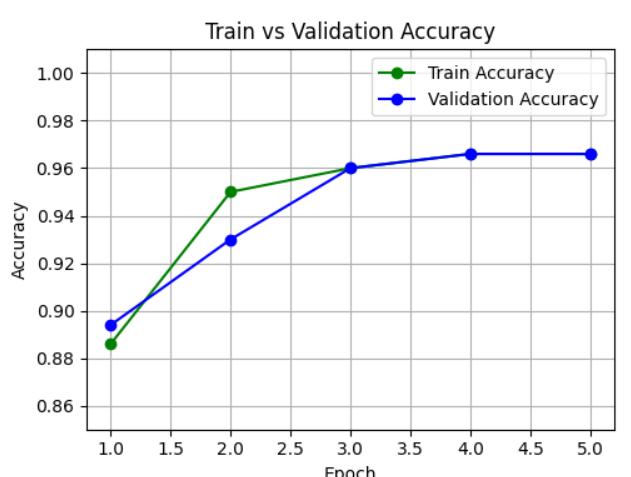 Train vs Validation Accuracy
Train Accuracy
Validation Accuracy
1.00
0.98
0.96
0.94
0.92
0.90
0.88
0.86
Accuracy
1.0 1.5 2.0 2.5 3.0 3.5 4.0 4.5 5.0
Epoch